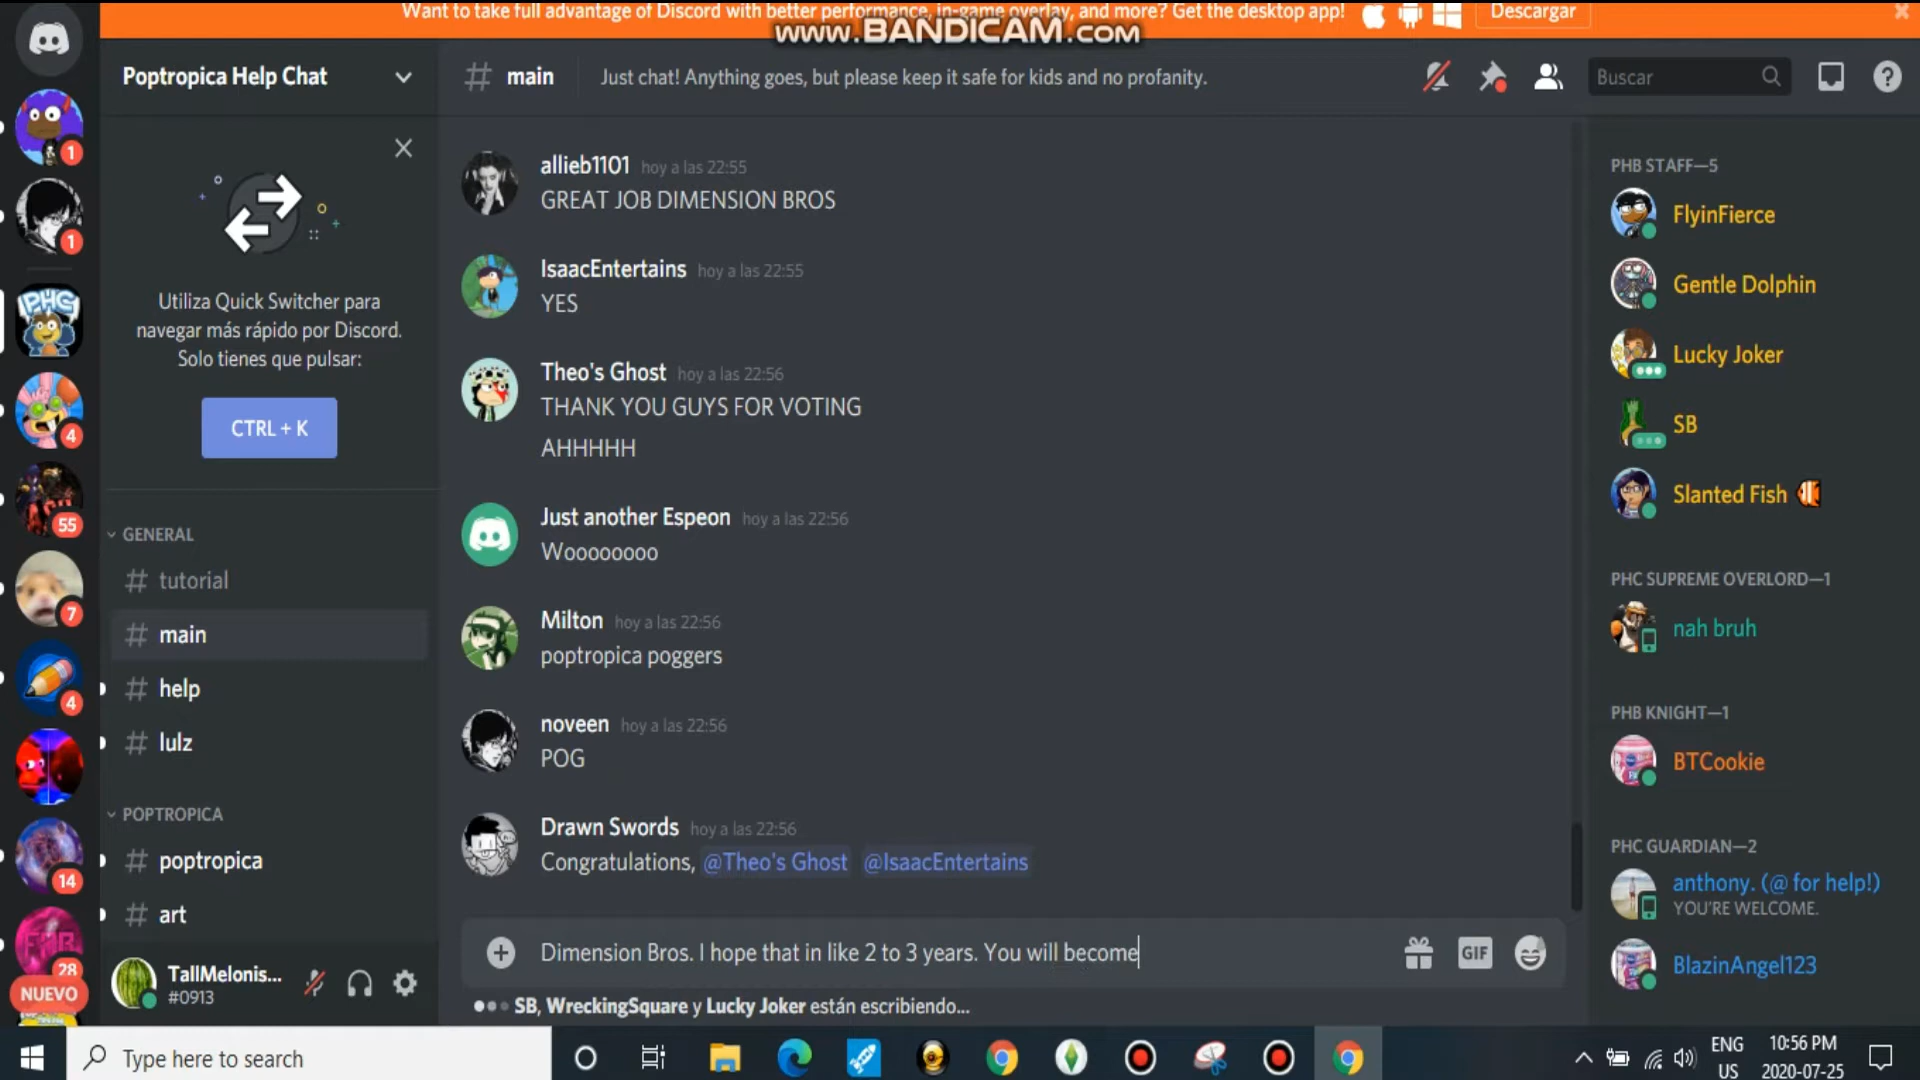 Want to take full advantage of Discord with better performance, in-game overlay, and more? Get the desktop app!
Descargar
www.BANDICAM.com
Poptropica Help Chat
main
Just chat! Anything goes, but please keep it safe for kids and no profanity.
Buscar
Utiliza Quick Switcher para
navegar más rápido por Discord.
Solo tienes que pulsar:
CTRL + K
GENERAL
tutorial
main
help
lulz
POPTROPICA
poptropica
art
TallMelonis...
#0913
1
1
PHC
4
55
7
4
14
28
NUEVO
allieb1101 hoy a las 22:55
GREAT JOB DIMENSION BROS
IsaacEntertains hoy a las 22:55
YES
Theo's Ghost hoy a las 22:56
THANK YOU GUYS FOR VOTING
AHHHHH
Just another Espeon hoy a las 22:56
Woooooooo
Milton hoy a las 22:56
poptropica poggers
noveen hoy a las 22:56
POG
Drawn Swords hoy a las 22:56
Congratulations, @Theo's Ghost @IsaacEntertains
Dimension Bros. I hope that in like 2 to 3 years. You will become
GIF
SB, WreckingSquare y Lucky Joker están escribiendo...
PHB STAFF—5
FlyinFierce
Gentle Dolphin
Lucky Joker
SB
Slanted Fish
PHC SUPREME OVERLORD—1
nah bruh
PHB KNIGHT—1
BTCookie
PHC GUARDIAN—2
anthony. (@ for help!)
YOU'RE WELCOME.
BlazinAngel123
Type here to search
ENG
US
10:56 PM
2020-07-25